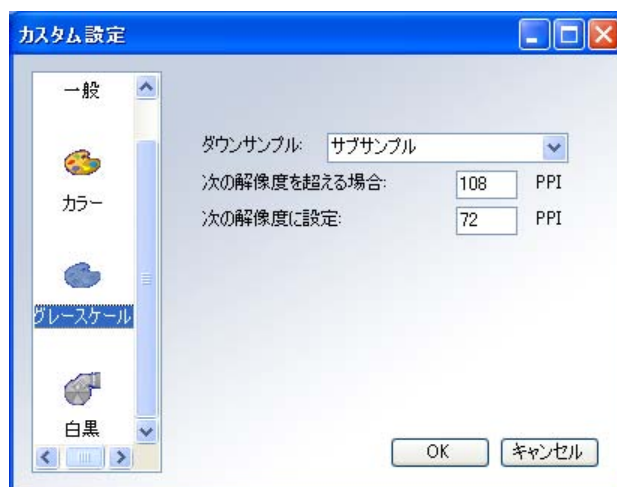 カスタム設定
一般
カラー
グレースケール
白黒
ダウンサンプル: サブサンプル
次の解像度を超える場合: 108 PPI
次の解像度に設定: 72 PPI
OK キャンセル